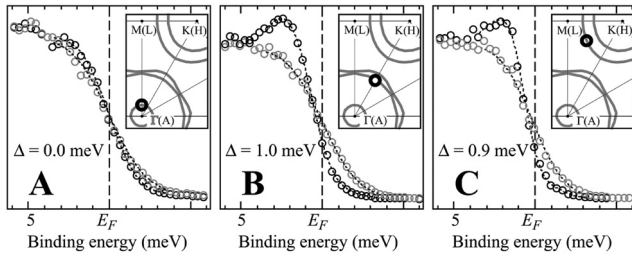 M(L)
K(H)
Γ(A)
Δ = 0.0 meV
A
5
E_F
Binding energy (meV)
M(L)
K(H)
Γ(A)
Δ = 1.0 meV
B
5
E_F
Binding energy (meV)
M(L)
K(H)
Γ(A)
Δ = 0.9 meV
C
5
E_F
Binding energy (meV)